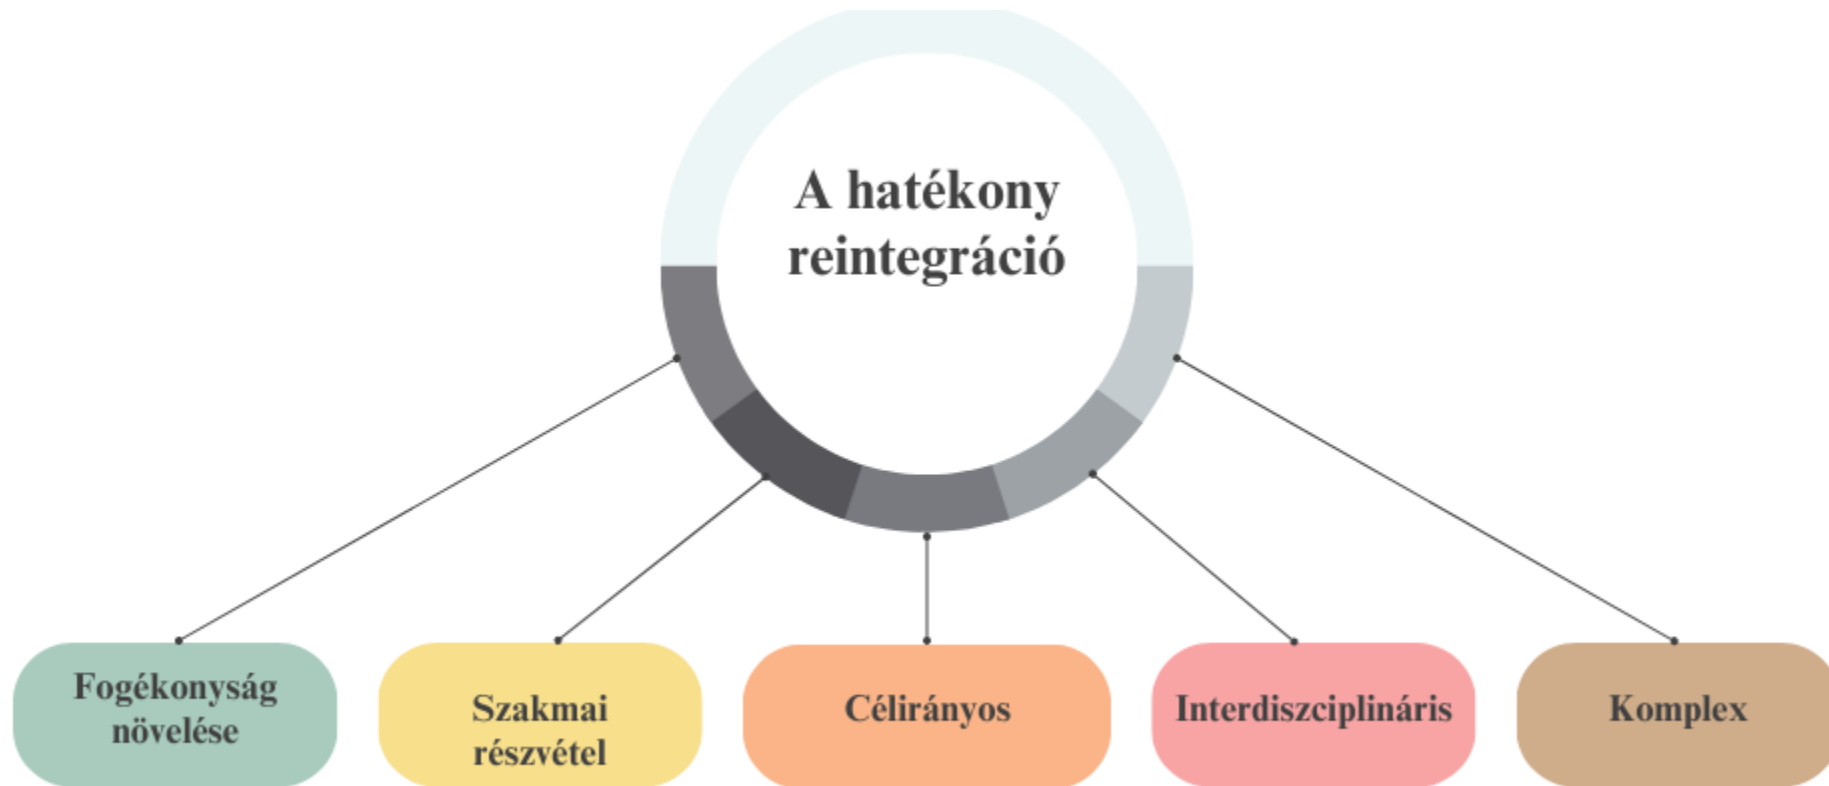 A hatékony
reintegráció
Fogékonyság
növelése
Szakmai
részvétel
Célirányos
Interdiszciplináris
Komplex